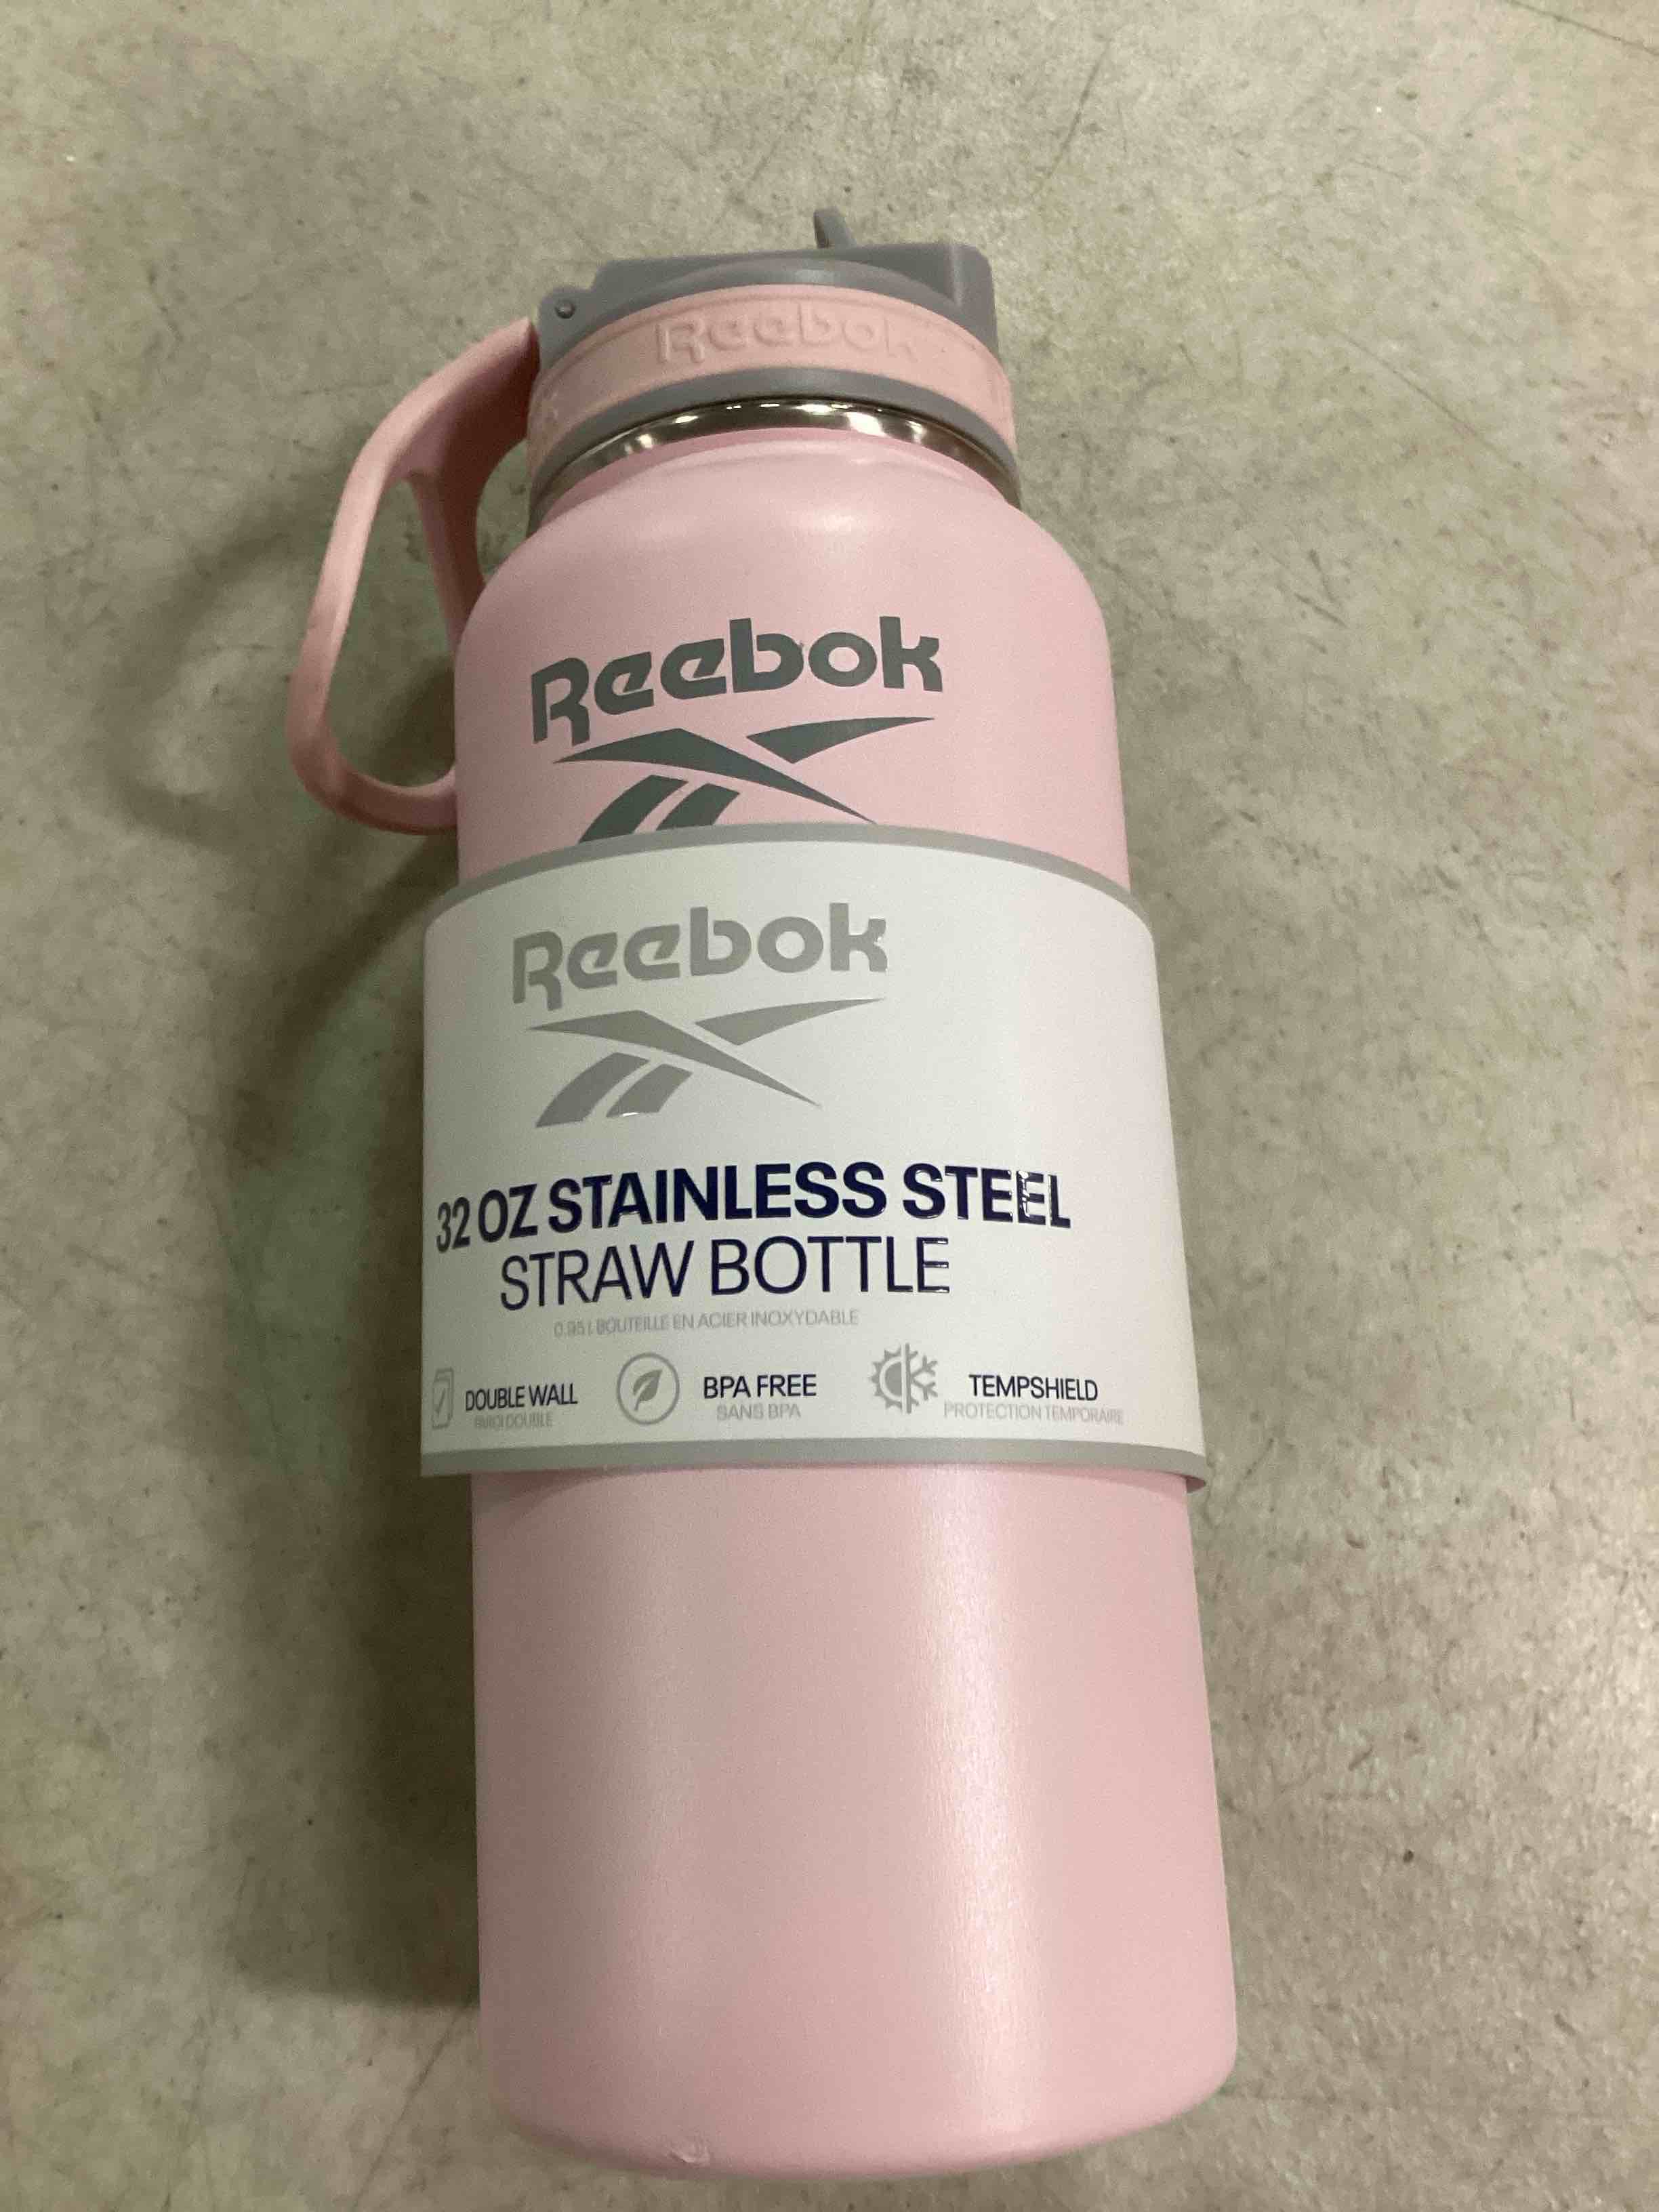 Reebok
Reebok
Reebok
32 OZ STAINLESS STEEL
STRAW BOTTLE
0.95 L BOUTEILLE EN ACIER INOXYDABLE
DOUBLE WALL
DOUBLE
BPA FREE
SANS BPA
TEMPSHIELD
PROTECTION TEMPORAIRE